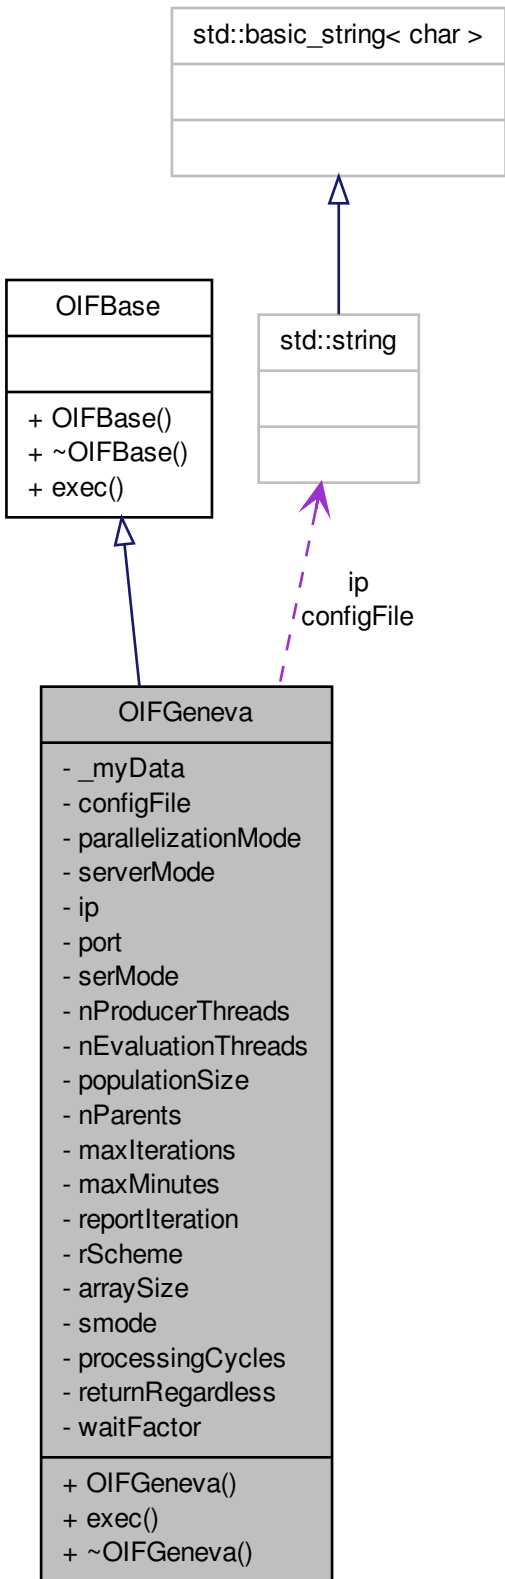 std::basic_string< char >
OIFBase
+ OIFBase()
+ ~OIFBase()
+ exec()
std::string
ip
configFile
OIFGeneva
- _myData
- configFile
- parallelizationMode
- serverMode
- ip
- port
- serMode
- nProducerThreads
- nEvaluationThreads
- populationSize
- nParents
- maxIterations
- maxMinutes
- reportIteration
- rScheme
- arraySize
- smode
- processingCycles
- returnRegardless
- waitFactor
+ OIFGeneva()
+ exec()
+ ~OIFGeneva()